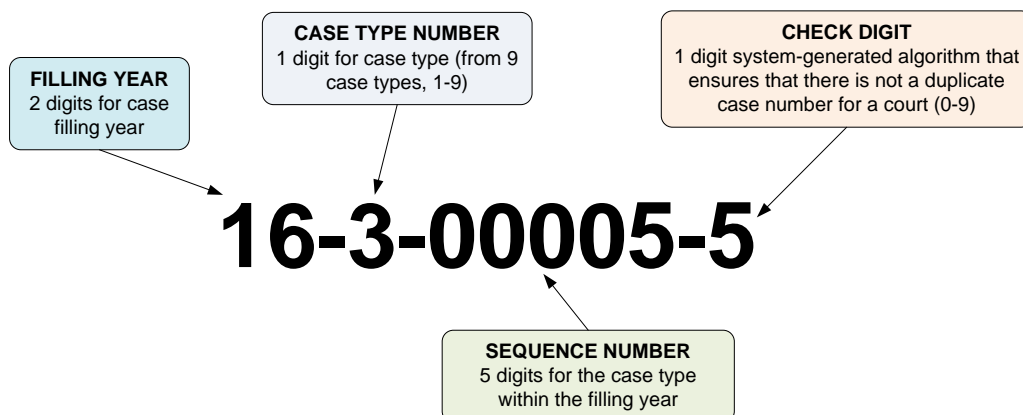 CASE TYPE NUMBER
1 digit for case type (from 9
case types, 1-9)
CHECK DIGIT
1 digit system-generated algorithm that
ensures that there is not a duplicate
case number for a court (0-9)
FILLING YEAR
2 digits for case
filling year
16-3-00005-5
SEQUENCE NUMBER
5 digits for the case type
within the filling year